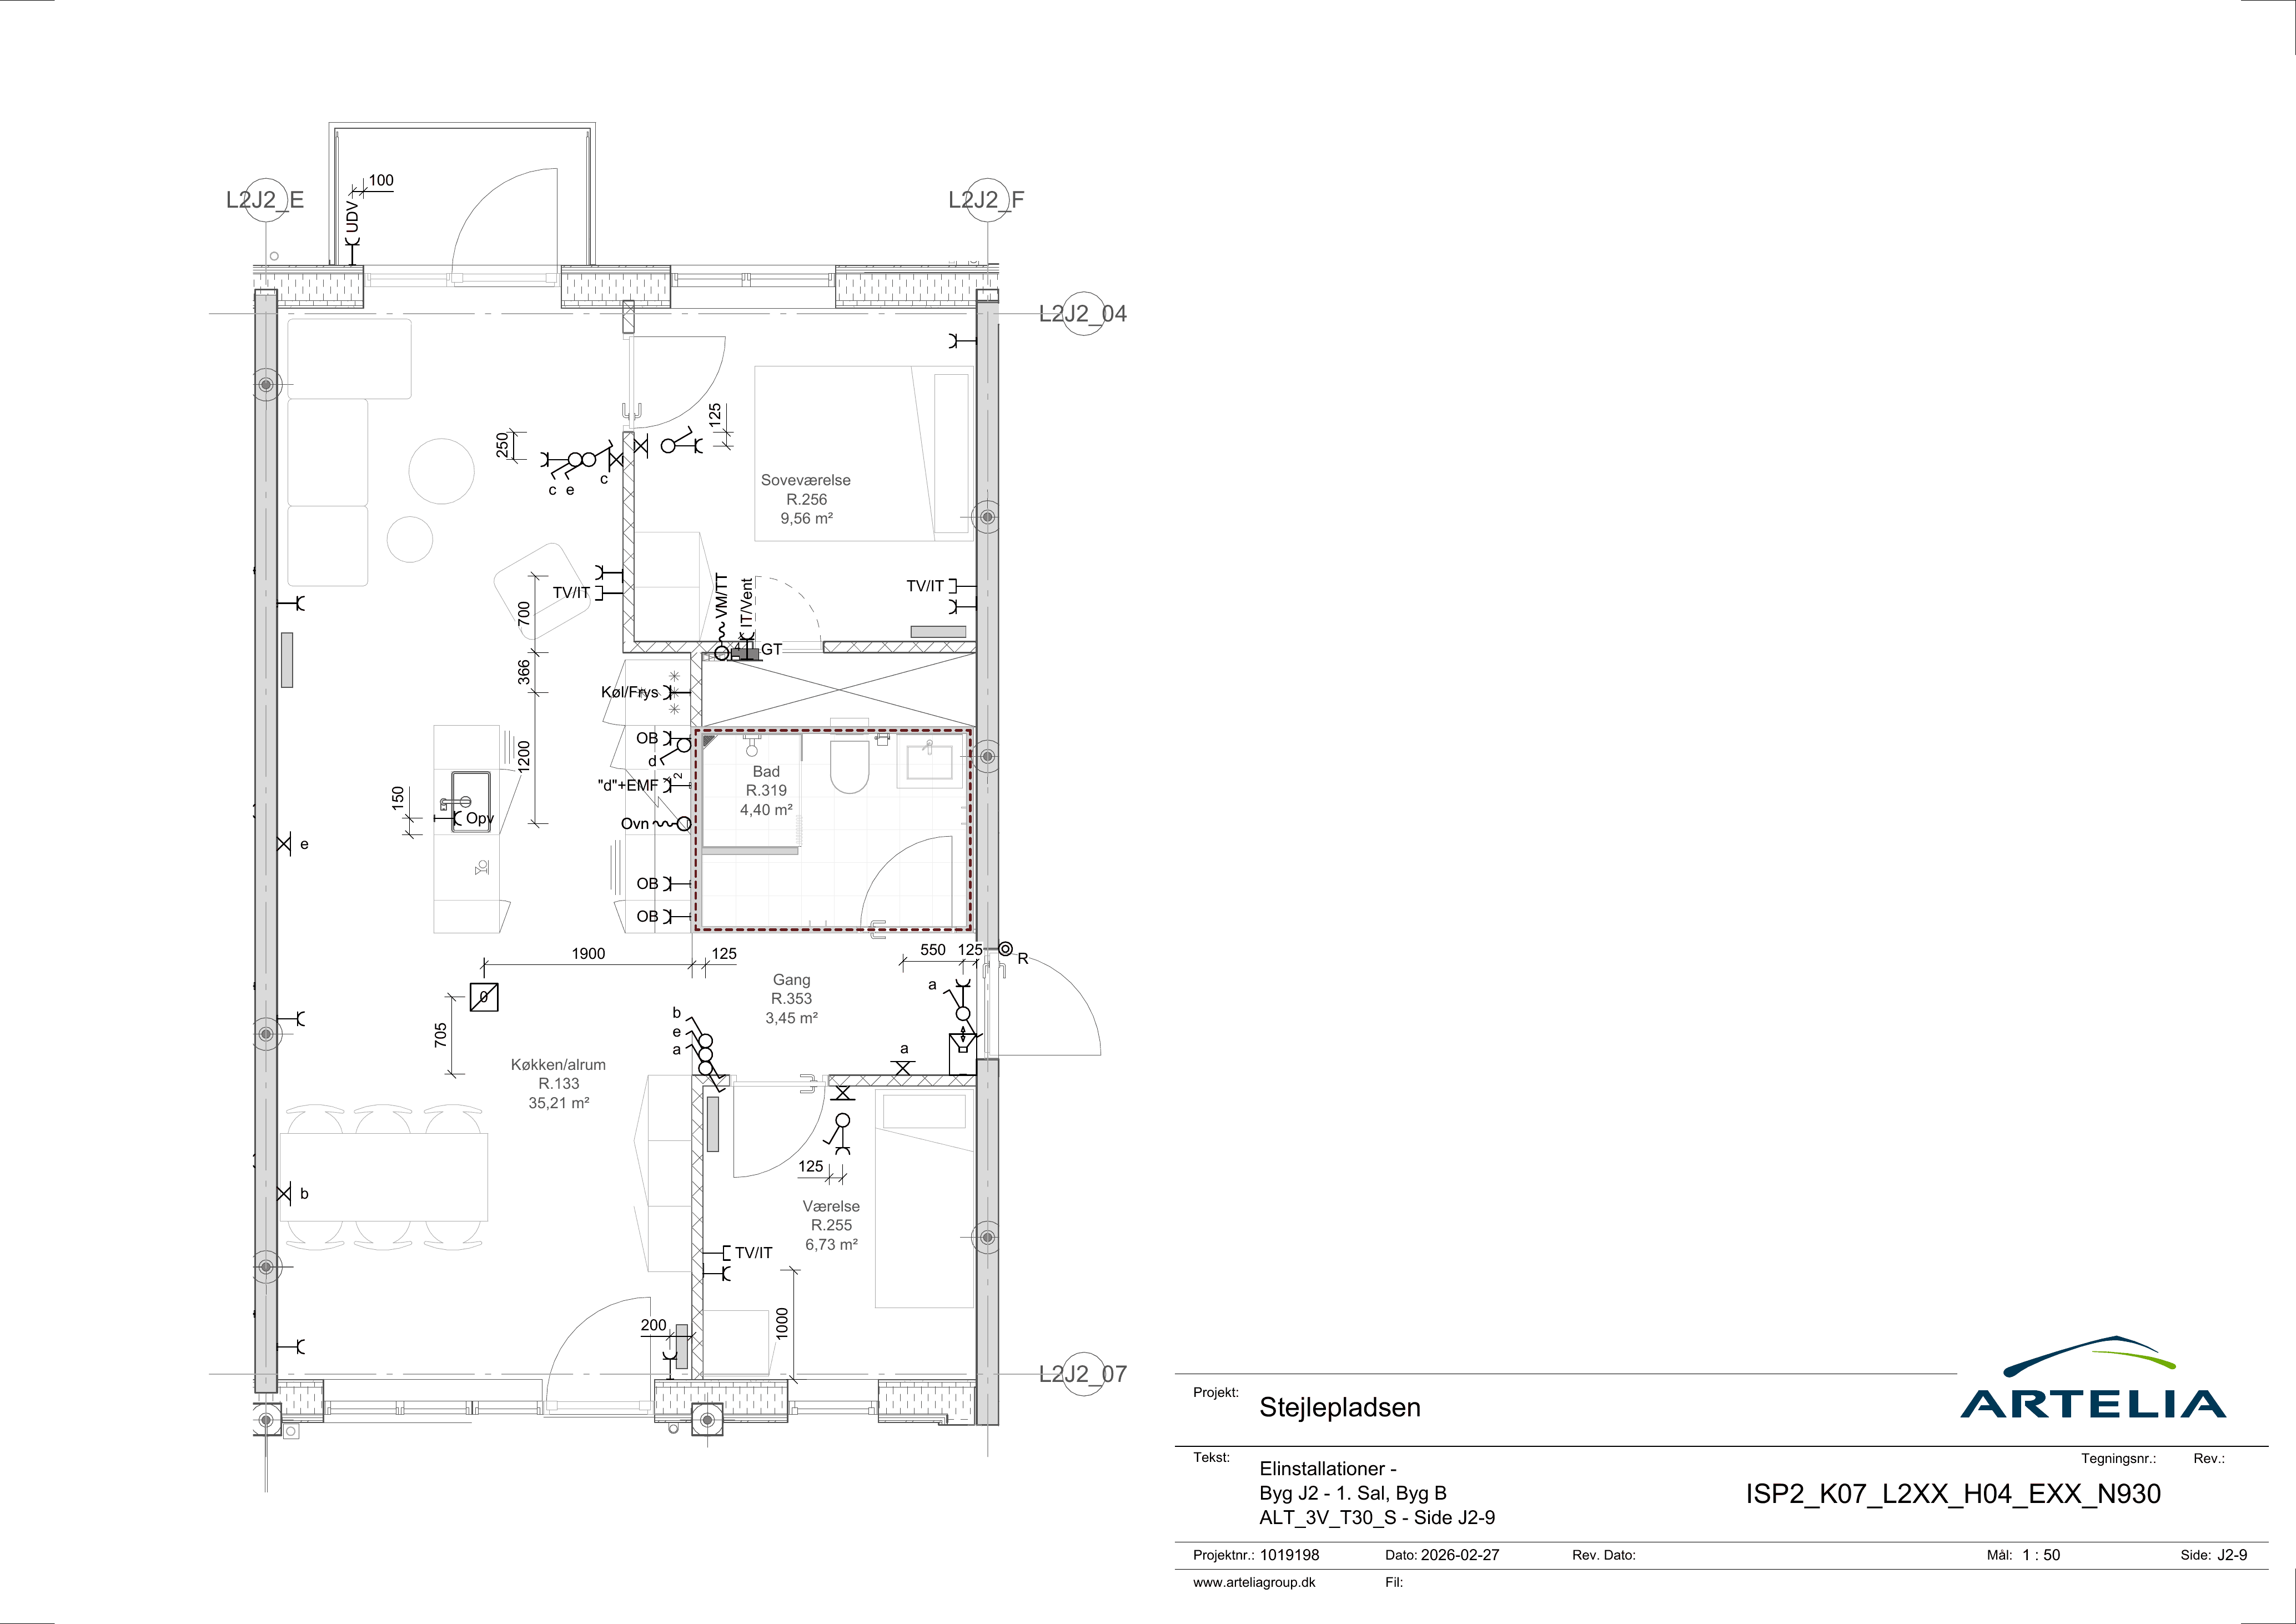 100
UDV
L2J2_E
L2J2_F
L2J2_04
125
250
c e
c
Soveværelse
R.256
9,56 m²
TV/IT
TV/IT
700
VM/TT
IT/Vent
4
GT
366
Køl/Frys
OB
d
1200
"d"+EMF
2
Bad
R.319
4,40 m²
150
Opv
Ovn
e
OB
OB
1900
125
550
125
R
Gang
R.353
3,45 m²
a
0
b
e
a
705
a
Køkken/alrum
R.133
35,21 m²
125
b
Værelse
R.255
6,73 m²
TV/IT
200
1000
L2J2_07
Projekt:
Stejlepladsen
ARTELIA
Tekst:
Elinstallationer -
Byg J2 - 1. Sal, Byg B
ALT_3V_T30_S - Side J2-9
Tegningsnr.:
Rev.:
ISP2_K07_L2XX_H04_EXX_N930
Projektnr.: 1019198
Dato: 2026-02-27
Rev. Dato:
Mål: 1 : 50
Side: J2-9
www.arteliagroup.dk
Fil: